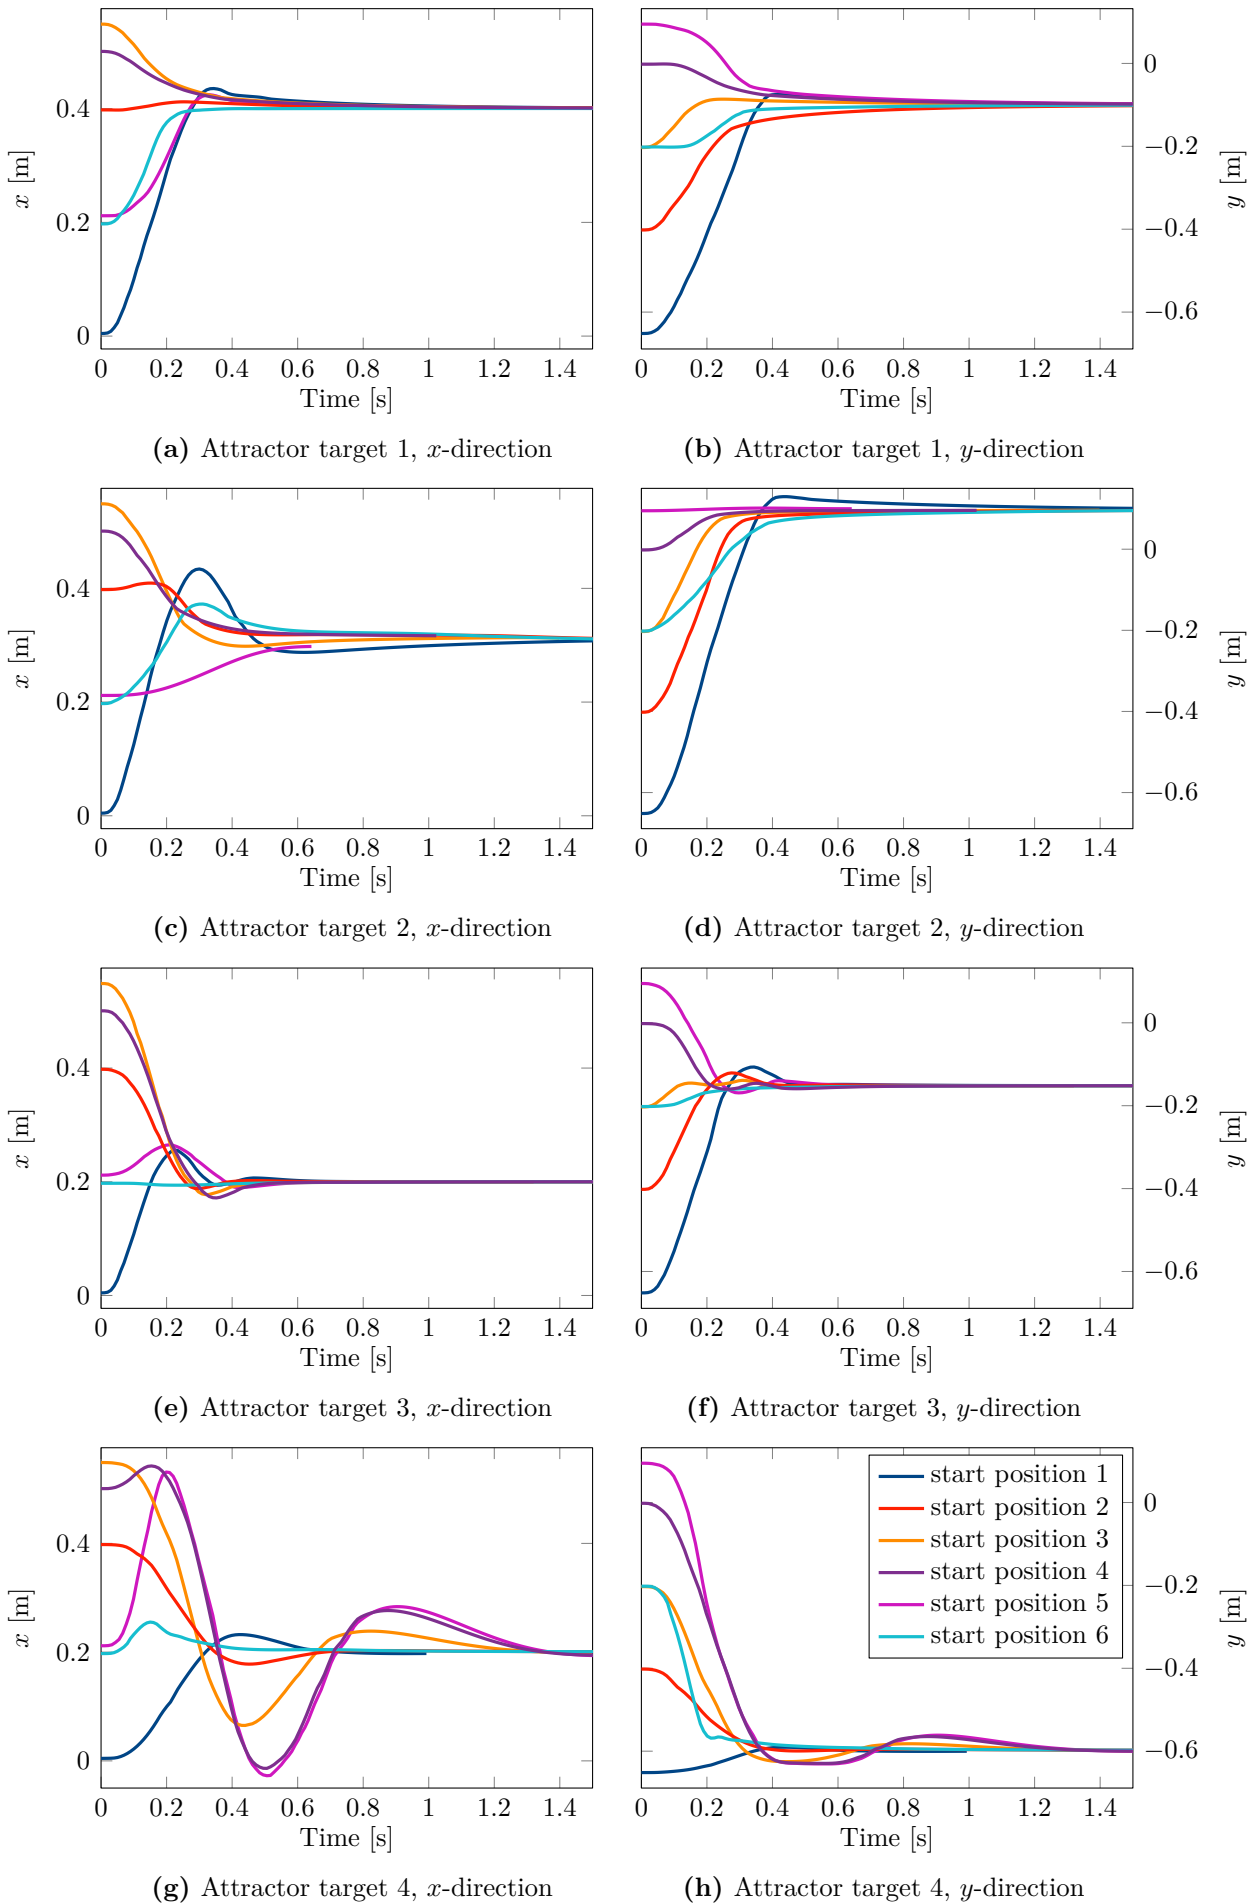 0.4
0.2
0
x [m]
0 0.2 0.4 0.6 0.8 1 1.2 1.4
Time [s]
(a) Attractor target 1, x-direction
0
−0.2
−0.4
−0.6
y [m]
0 0.2 0.4 0.6 0.8 1 1.2 1.4
Time [s]
(b) Attractor target 1, y-direction
0.4
0.2
0
x [m]
0 0.2 0.4 0.6 0.8 1 1.2 1.4
Time [s]
(c) Attractor target 2, x-direction
0
−0.2
−0.4
−0.6
y [m]
0 0.2 0.4 0.6 0.8 1 1.2 1.4
Time [s]
(d) Attractor target 2, y-direction
0.4
0.2
0
x [m]
0 0.2 0.4 0.6 0.8 1 1.2 1.4
Time [s]
(e) Attractor target 3, x-direction
0
−0.2
−0.4
−0.6
y [m]
0 0.2 0.4 0.6 0.8 1 1.2 1.4
Time [s]
(f) Attractor target 3, y-direction
0.4
0.2
0
x [m]
0 0.2 0.4 0.6 0.8 1 1.2 1.4
Time [s]
(g) Attractor target 4, x-direction
start position 1
start position 2
start position 3
start position 4
start position 5
start position 6
0
−0.2
−0.4
−0.6
y [m]
0 0.2 0.4 0.6 0.8 1 1.2 1.4
Time [s]
(h) Attractor target 4, y-direction